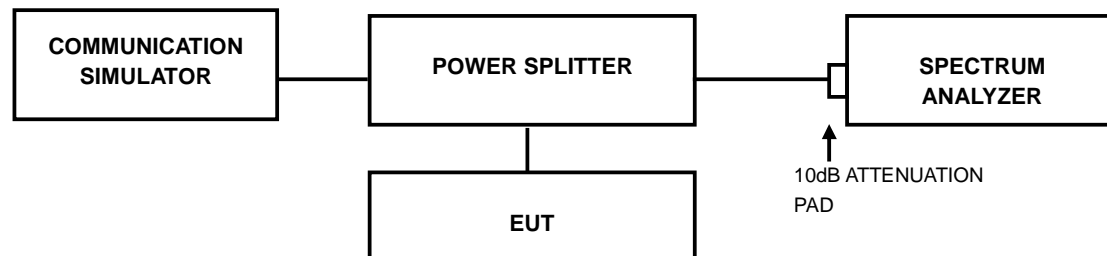 COMMUNICATION
SIMULATOR
POWER SPLITTER
SPECTRUM
ANALYZER
10dB ATTENUATION
PAD
EUT